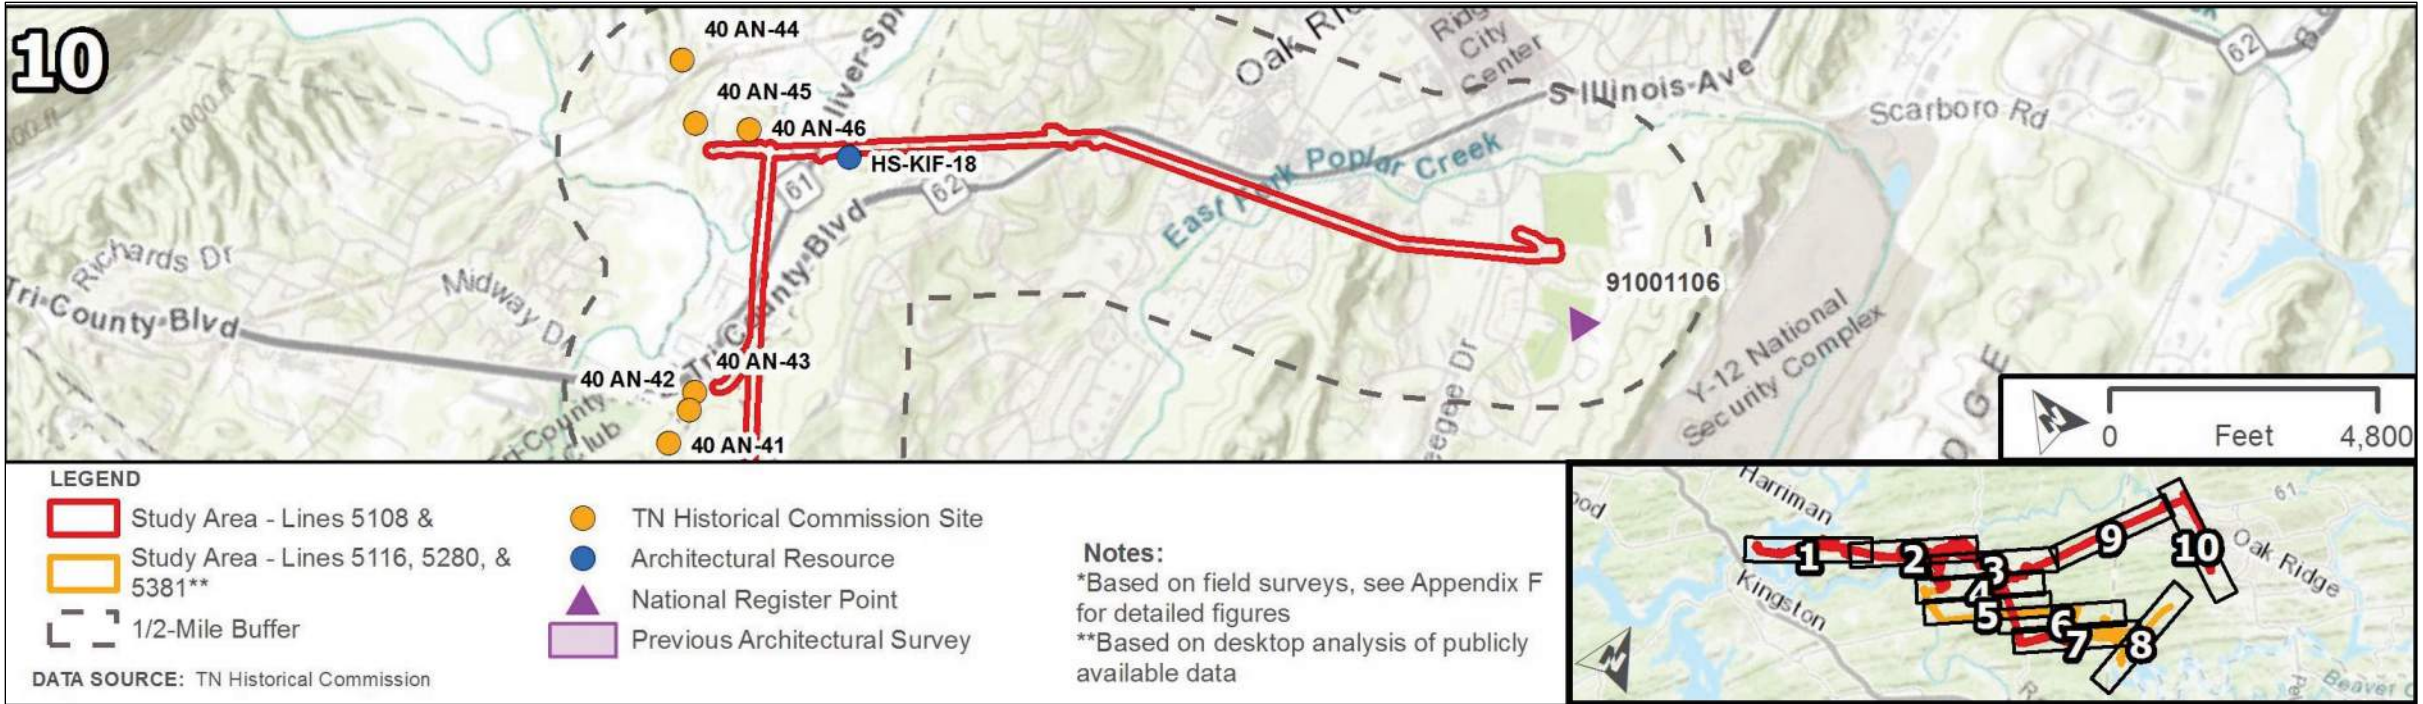 10
40 AN-44
40 AN-45
40 AN-46
HS-KIF-18
61
62
1000 ft
Richards Dr
Tri-County-Blvd
Midway Dr
Tri-County-Blvd
40 AN-43
40 AN-42
Tri-County
Club
40 AN-41
Ridge
City
Center
S Illinois-Ave
East Fork Poplar Creek
Scarboro Rd
62
91001106
Y-12 National
Security Complex
N
0 Feet 4,800
LEGEND
Study Area - Lines 5108 &
Study Area - Lines 5116, 5280, &
5381**
1/2-Mile Buffer
DATA SOURCE: TN Historical Commission
TN Historical Commission Site
Architectural Resource
National Register Point
Previous Architectural Survey
Notes:
*Based on field surveys, see Appendix F
for detailed figures
**Based on desktop analysis of publicly
available data
Harriman
Kingston
Oak Ridge
61
1
2
3
4
5
6
7
8
9
10
N